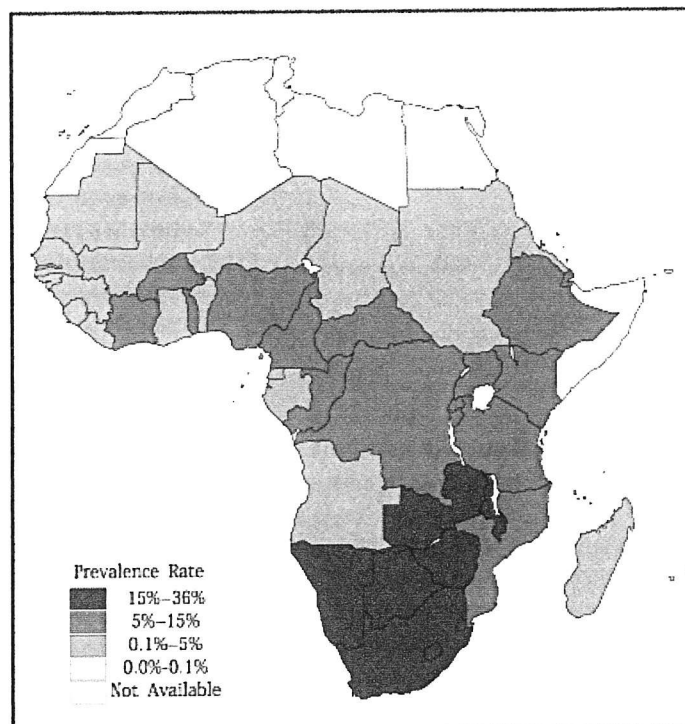 Prevalence Rate
15%–36%
5%–15%
0.1%–5%
0.0%-0.1%
Not Available